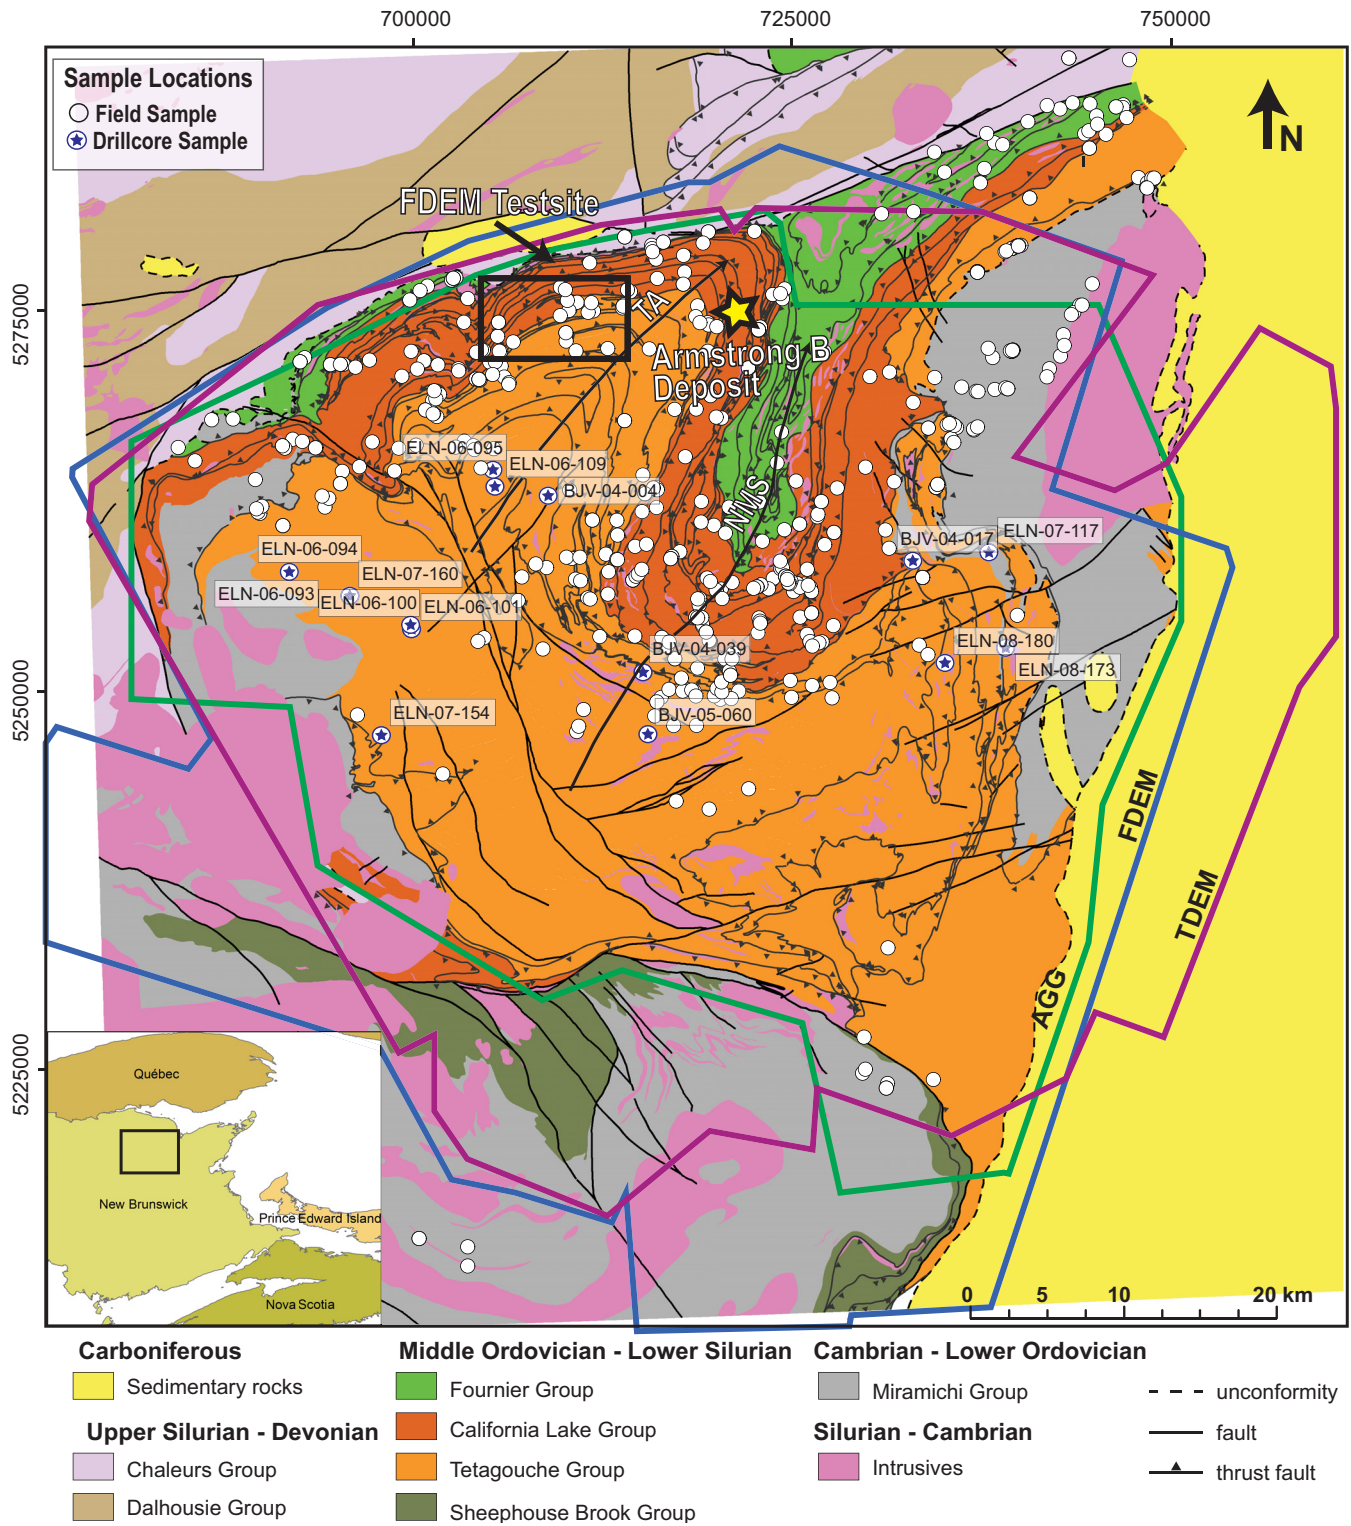 700000
725000
750000
Sample Locations
Field Sample
Drillcore Sample
N
FDEM Testsite
5275000
TA
Armstrong B
Deposit
ELN-06-095
ELN-06-109
BJV-04-004
NMS
ELN-07-117
BJV-04-017
ELN-06-094
ELN-07-160
ELN-06-093
ELN-06-100
ELN-06-101
BJV-04-039
ELN-08-180
ELN-08-173
5250000
ELN-07-154
BJV-05-060
FDEM
TDEM
AGG
5225000
Québec
New Brunswick
Prince Edward Island
Nova Scotia
0 5 10 20 km
Carboniferous
Sedimentary rocks
Upper Silurian - Devonian
Chaleurs Group
Dalhousie Group
Middle Ordovician - Lower Silurian
Fournier Group
California Lake Group
Tetagouche Group
Sheephouse Brook Group
Cambrian - Lower Ordovician
Miramichi Group
Silurian - Cambrian
Intrusives
unconformity
fault
thrust fault